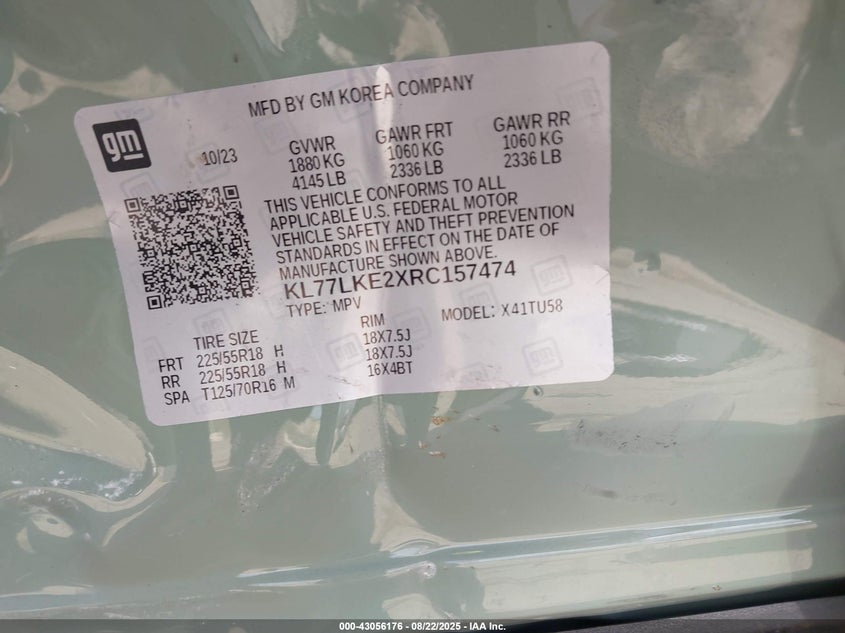 MFD BY GM KOREA COMPANY
gm
10/23
GVWR GAWR FRT GAWR RR
1880 KG 1060 KG 1060 KG
4145 LB 2336 LB 2336 LB
THIS VEHICLE CONFORMS TO ALL
APPLICABLE U.S. FEDERAL MOTOR
VEHICLE SAFETY AND THEFT PREVENTION
STANDARDS IN EFFECT ON THE DATE OF
MANUFACTURE SHOWN ABOVE.
KL77LKE2XRC157474
TYPE: MPV MODEL: X41TU58
TIRE SIZE RIM
FRT 225/55R18 H 18X7.5J
RR 225/55R18 H 18X7.5J
SPA T125/70R16 M 16X4BT
000-43056176 - 08/22/2025 - IAA Inc.